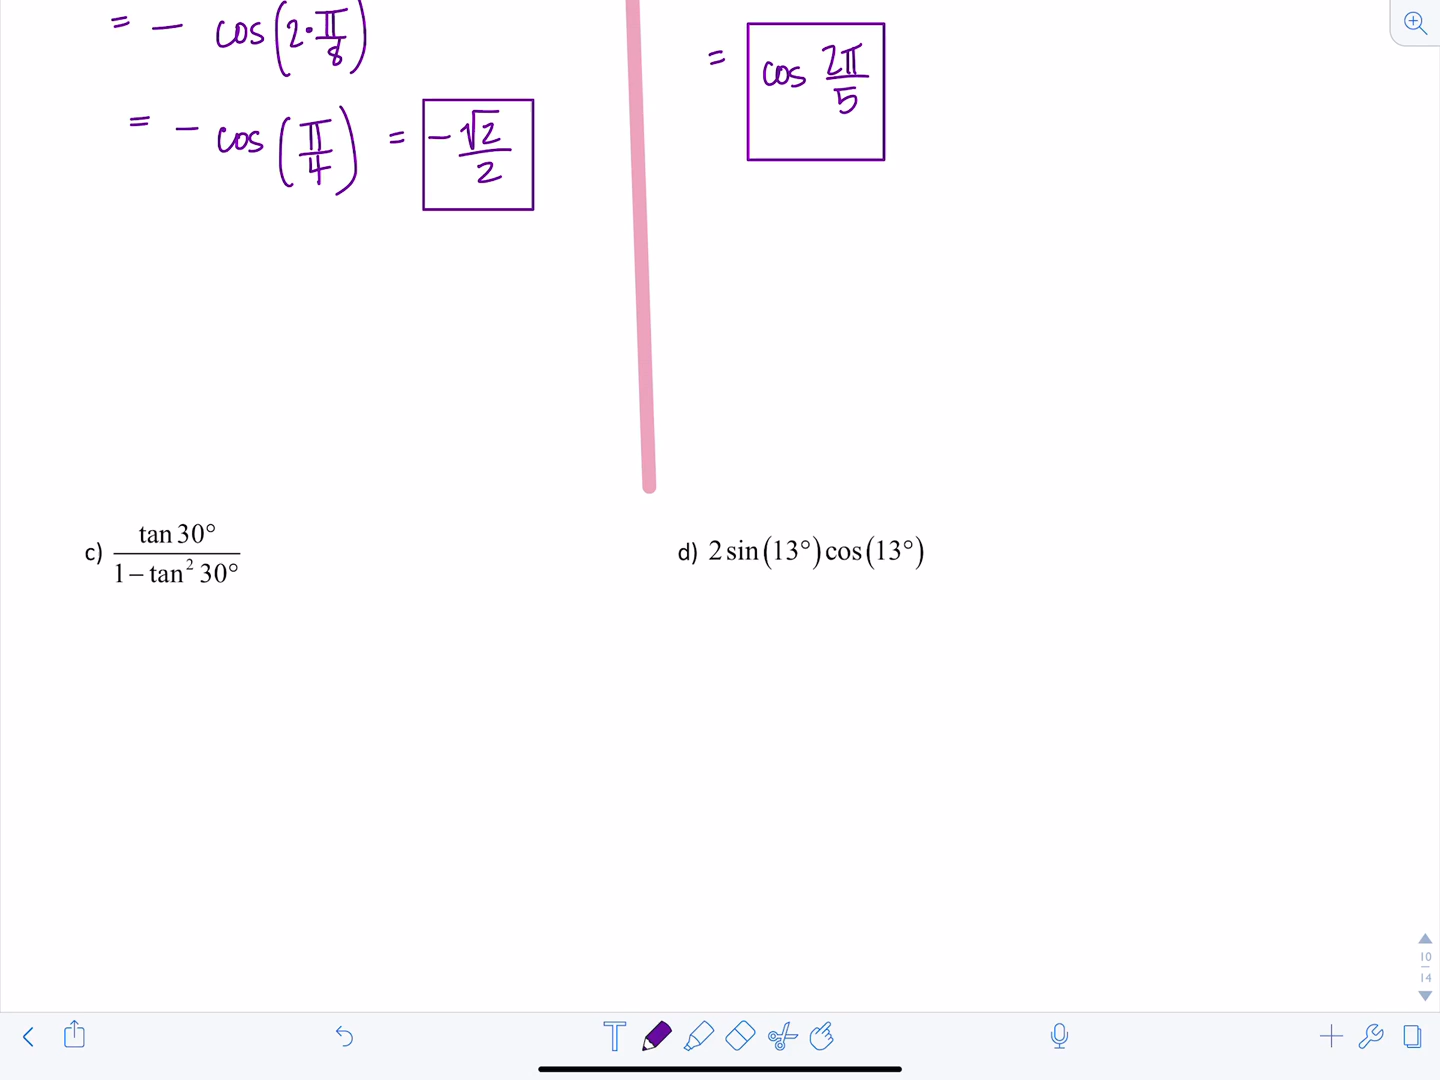 = - cos(2·π/8)
= - cos(π/4) = -√2/2
= cos 2π/5
c) tan 30° / 1 – tan² 30°
d) 2 sin(13°) cos(13°)
10
14
T